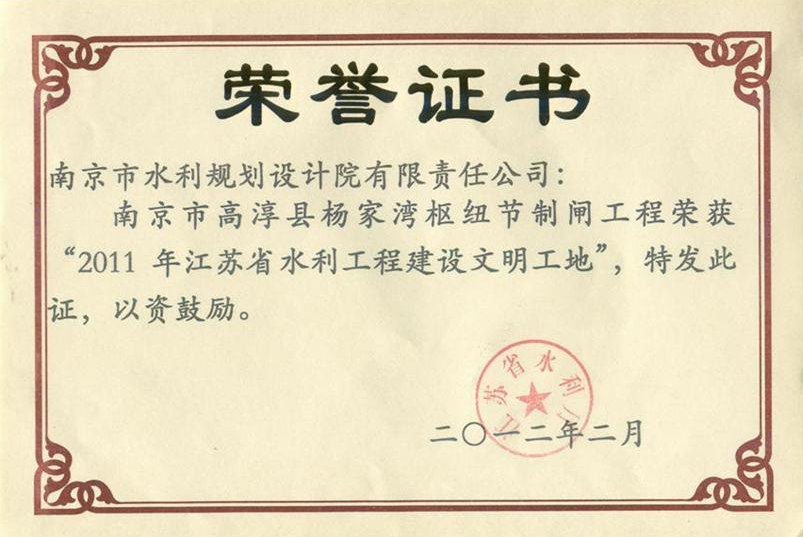 荣誉证书
南京市水利规划设计院有限责任公司：
南京市高淳县杨家湾枢纽节制闸工程荣获
“2011 年江苏省水利工程建设文明工地”，特发此
证，以资鼓励。
江苏省水利厅
二〇一二年二月